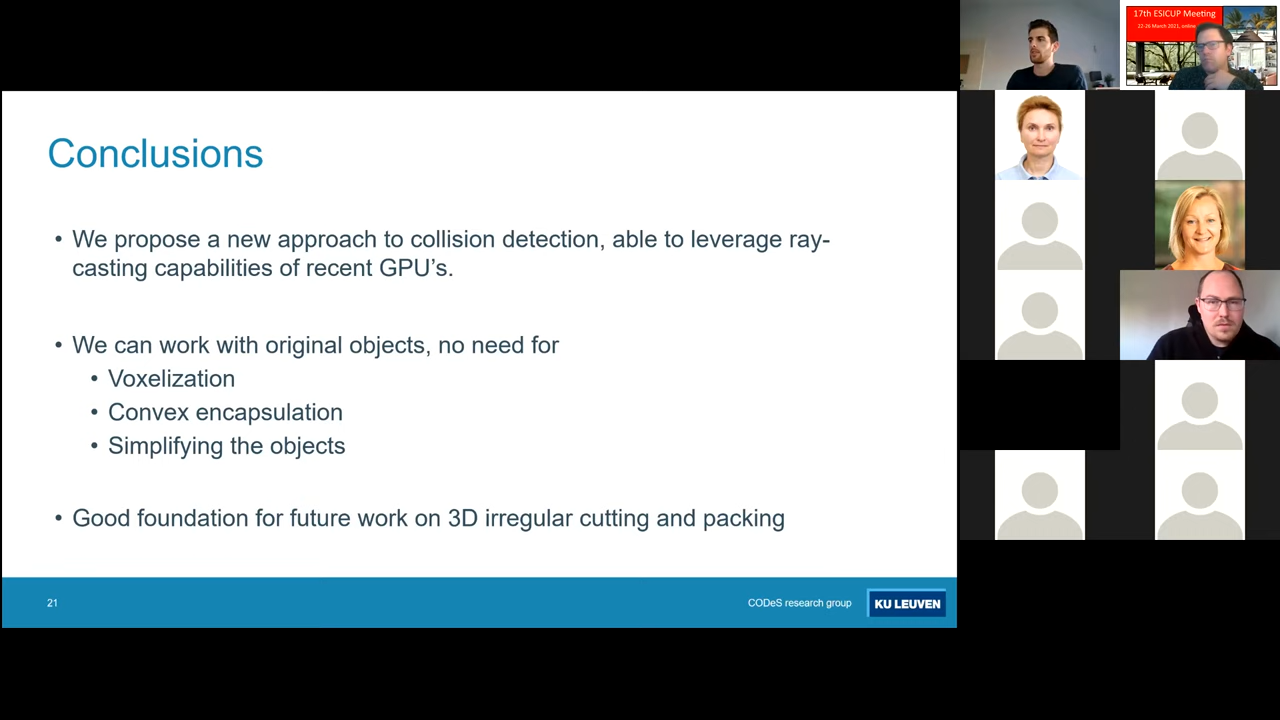 17th ESICUP Meeting
22-26 March 2021, online
Conclusions
• We propose a new approach to collision detection, able to leverage ray-
casting capabilities of recent GPU’s.
• We can work with original objects, no need for
• Voxelization
• Convex encapsulation
• Simplifying the objects
• Good foundation for future work on 3D irregular cutting and packing
21
CODeS research group
KU LEUVEN